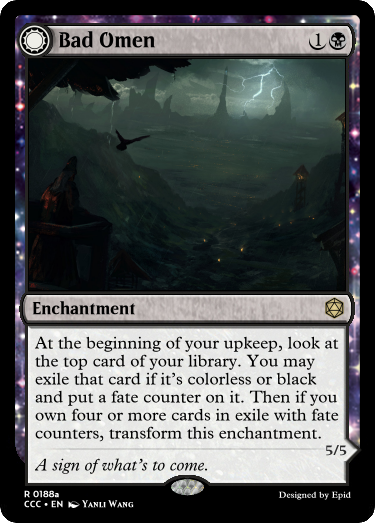 Bad Omen 1
Enchantment
At the beginning of your upkeep, look at
the top card of your library. You may
exile that card if it's colorless or black
and put a fate counter on it. Then if you
own four or more cards in exile with fate
counters, transform this enchantment.
5/5
A sign of what's to come.
R 0188a
CCC • EN Yanli Wang
Designed by Epid